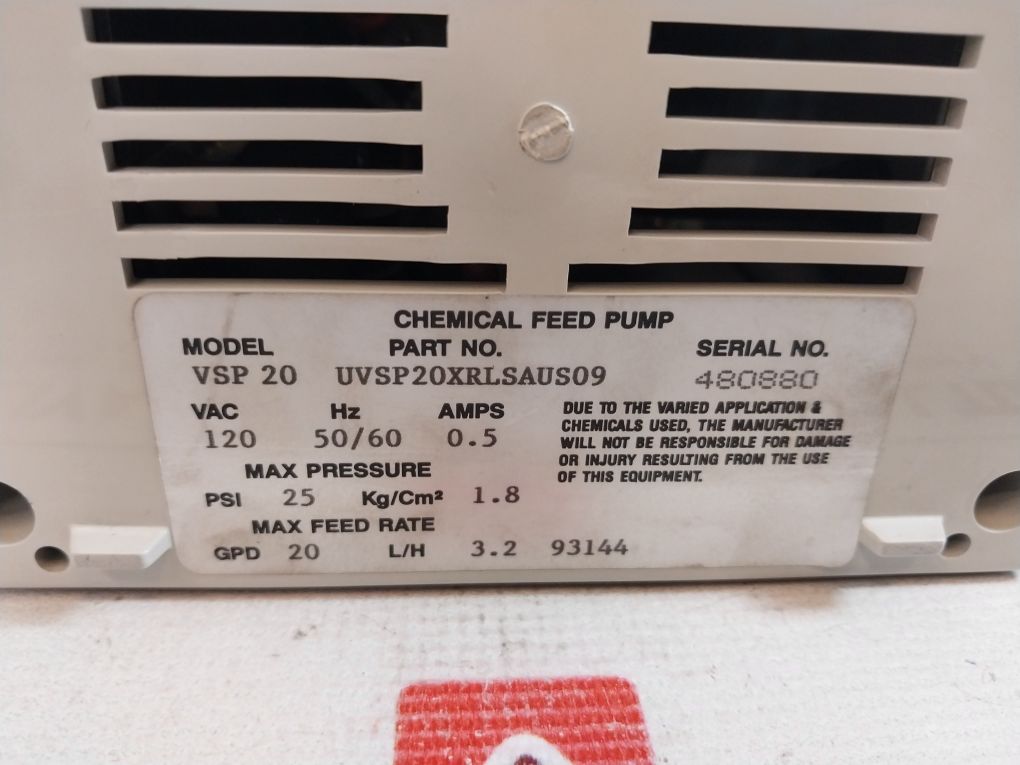 CHEMICAL FEED PUMP
MODEL PART NO. SERIAL NO.
VSP 20 UVSP20XRLSAUS09 480880
VAC Hz AMPS
120 50/60 0.5
DUE TO THE VARIED APPLICATION &
CHEMICALS USED, THE MANUFACTURER
WILL NOT BE RESPONSIBLE FOR DAMAGE
OR INJURY RESULTING FROM THE USE
OF THIS EQUIPMENT.
MAX PRESSURE
PSI 25 Kg/Cm² 1.8
MAX FEED RATE
GPD 20 L/H 3.2 93144